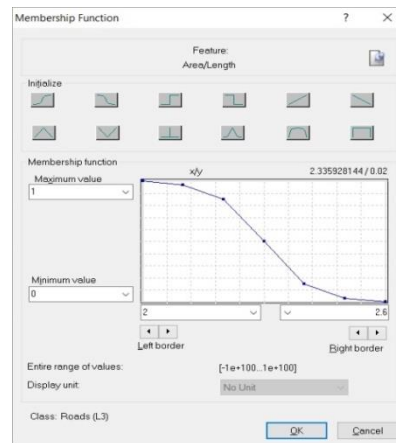 Membership Function ? ×
Feature:
Area/Length
Initialize
Membership function
Maximum value
1
x/y 2.335928144 / 0.02
Minimum value
0
2 2.6
Left border Right border
Entire range of values: [-1e+100...1e+100]
Display unit: No Unit
Class: Roads (L3)
OK Cancel